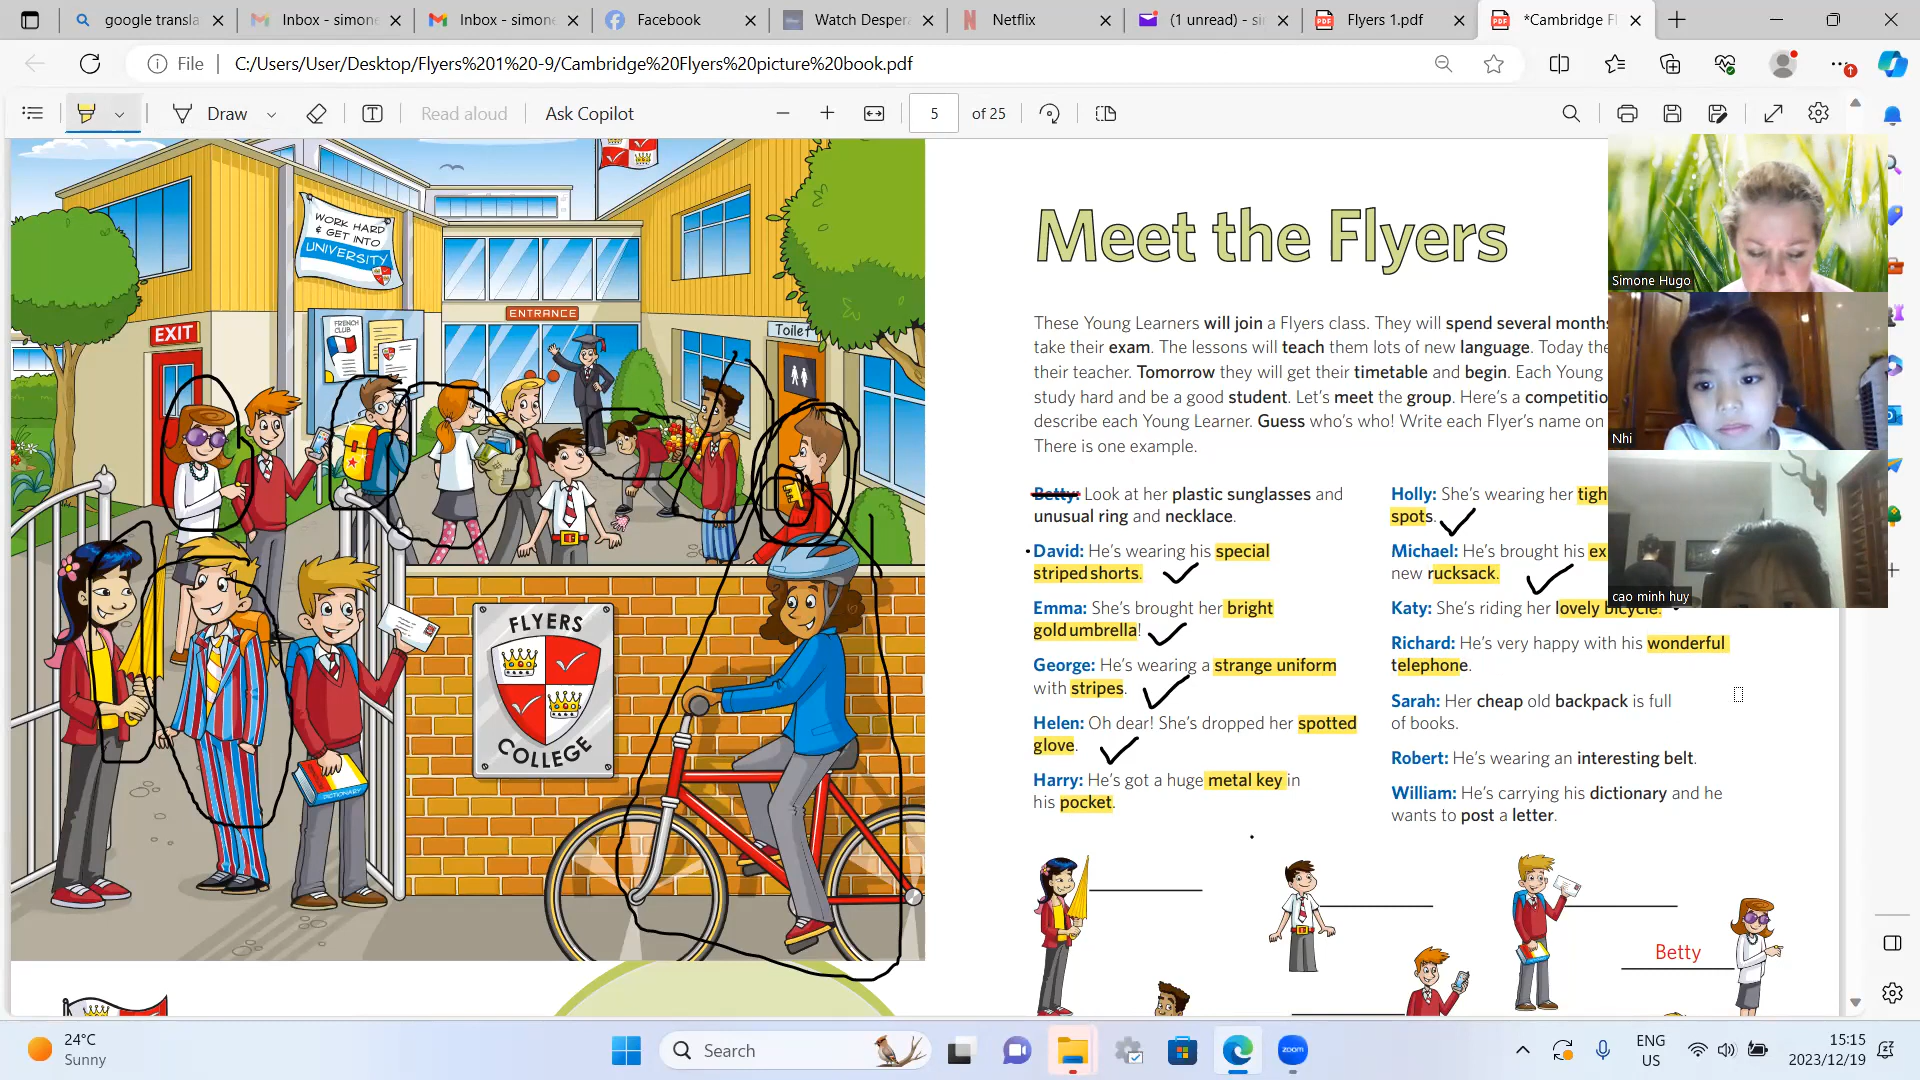 google transla
Inbox - simone
Inbox - simone
Facebook
Watch Despera
Netflix
(1 unread) - si
Flyers 1.pdf
*Cambridge Fl
File
C:/Users/User/Desktop/Flyers%201%20-9/Cambridge%20Flyers%20picture%20book.pdf
Draw
Read aloud
Ask Copilot
5
of 25
WORK HARD
& GET INTO
UNIVERSITY
FRENCH
CLUB
EXIT
ENTRANCE
Toilet
FLYERS
COLLEGE
DICTIONARY
Meet the Flyers
These Young Learners will join a Flyers class. They will spend several months
take their exam. The lessons will teach them lots of new language. Today the
their teacher. Tomorrow they will get their timetable and begin. Each Young
study hard and be a good student. Let's meet the group. Here's a competitio
describe each Young Learner. Guess who's who! Write each Flyer's name on
There is one example.
Betty: Look at her plastic sunglasses and
unusual ring and necklace.
David: He's wearing his special
striped shorts.
Emma: She's brought her bright
gold umbrella!
George: He's wearing a strange uniform
with stripes.
Helen: Oh dear! She's dropped her spotted
glove.
Harry: He's got a huge metal key in
his pocket.
Holly: She's wearing her tigh
spots.
Michael: He's brought his ex
new rucksack.
Katy: She's riding her lovely bicycle.
Richard: He's very happy with his wonderful
telephone.
Sarah: Her cheap old backpack is full
of books.
Robert: He's wearing an interesting belt.
William: He's carrying his dictionary and he
wants to post a letter.
Betty
Simone Hugo
Nhi
cao minh huy
24°C
Sunny
Search
zoom
ENG
US
15:15
2023/12/19